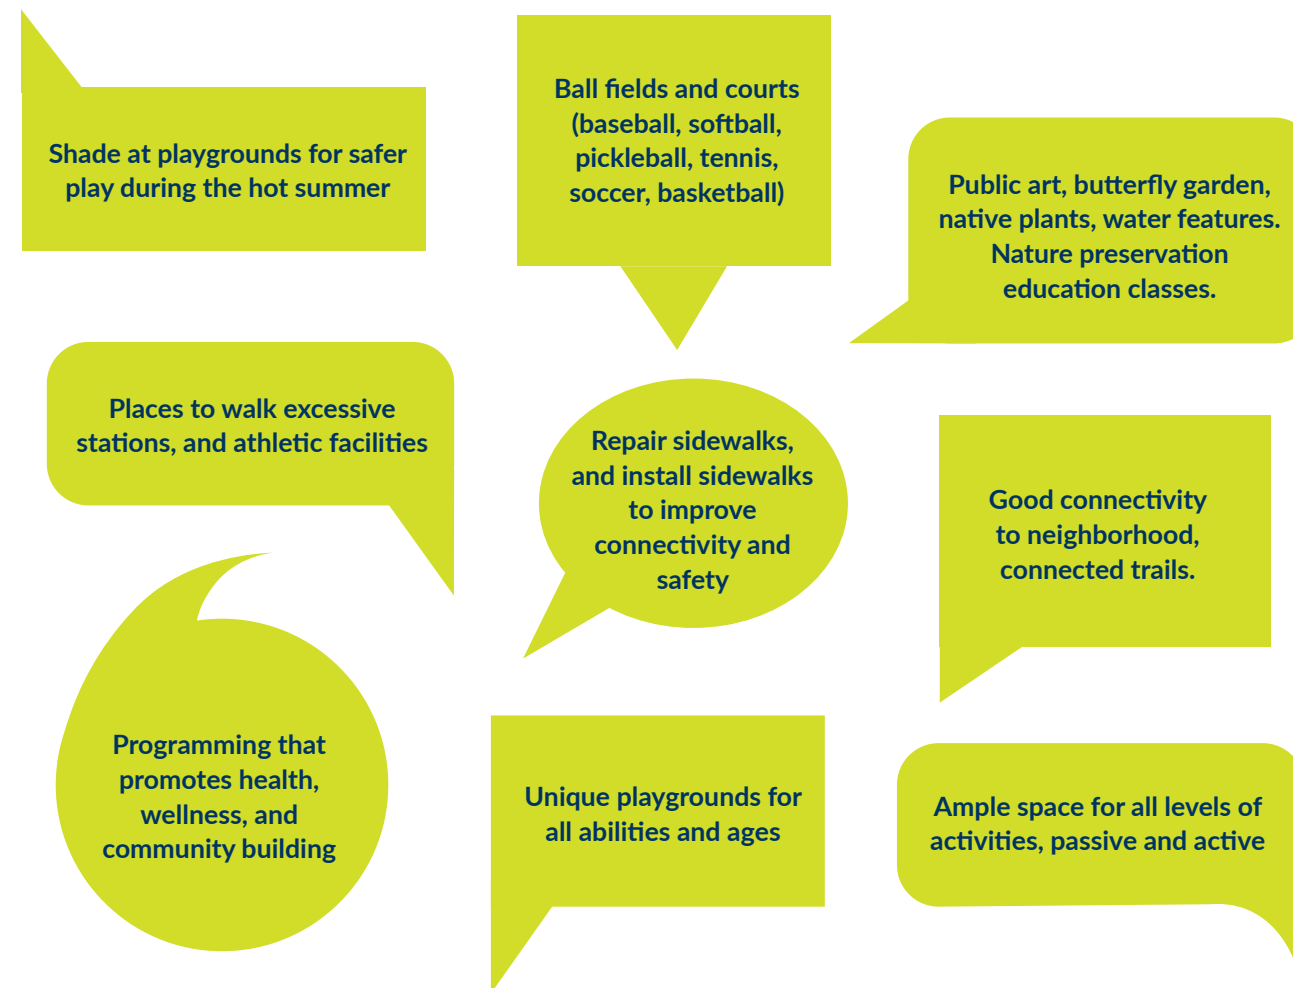 Shade at playgrounds for safer
play during the hot summer
Ball fields and courts
(baseball, softball,
pickleball, tennis,
soccer, basketball)
Public art, butterfly garden,
native plants, water features.
Nature preservation
education classes.
Places to walk excessive
stations, and athletic facilities
Repair sidewalks,
and install sidewalks
to improve
connectivity and
safety
Good connectivity
to neighborhood,
connected trails.
Programming that
promotes health,
wellness, and
community building
Unique playgrounds for
all abilities and ages
Ample space for all levels of
activities, passive and active